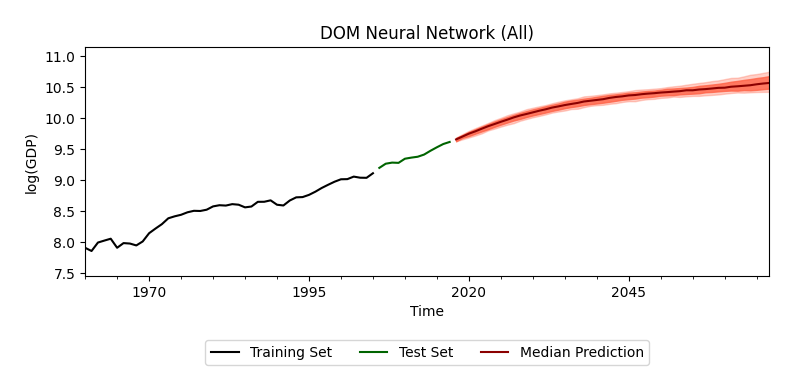 DOM Neural Network (All)
11.0
10.5
10.0
9.5
9.0
8.5
8.0
7.5
log(GDP)
1970 1995 2020 2045
Time
Training Set Test Set Median Prediction